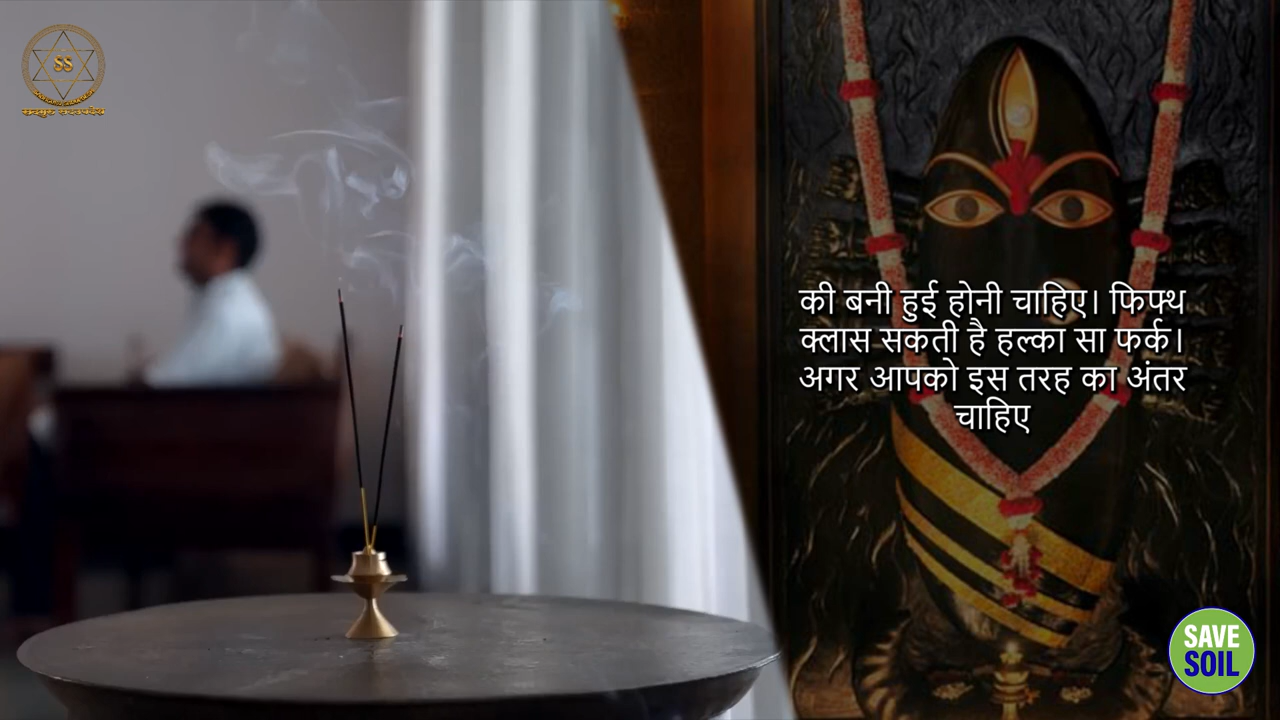 SS
की बनी हुई होनी चाहिए। फिफ्थ
क्लास सकती है हल्का सा फर्क।
अगर आपको इस तरह का अंतर
चाहिए
SAVE
SOIL